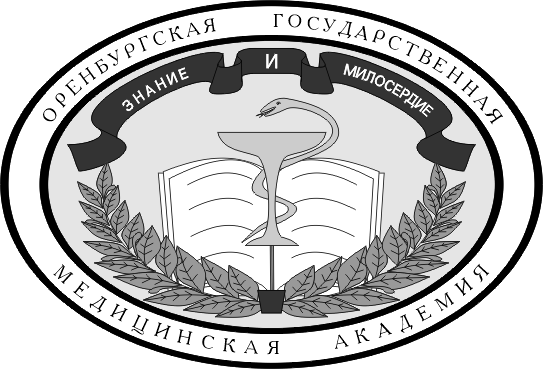 ОРЕНБУРГСКАЯ ГОСУДАРСТВЕННАЯ
ЗНАНИЕ И МИЛОСЕРДИЕ
МЕДИЦИНСКАЯ АКАДЕМИЯ